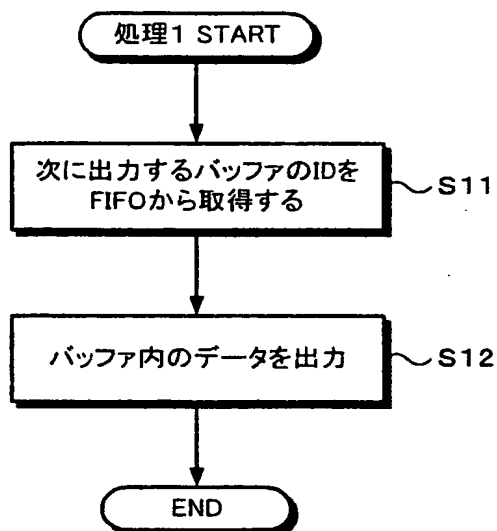 処理1 START
次に出力するバッファのIDを
FIFOから取得する
S11
バッファ内のデータを出力
S12
END